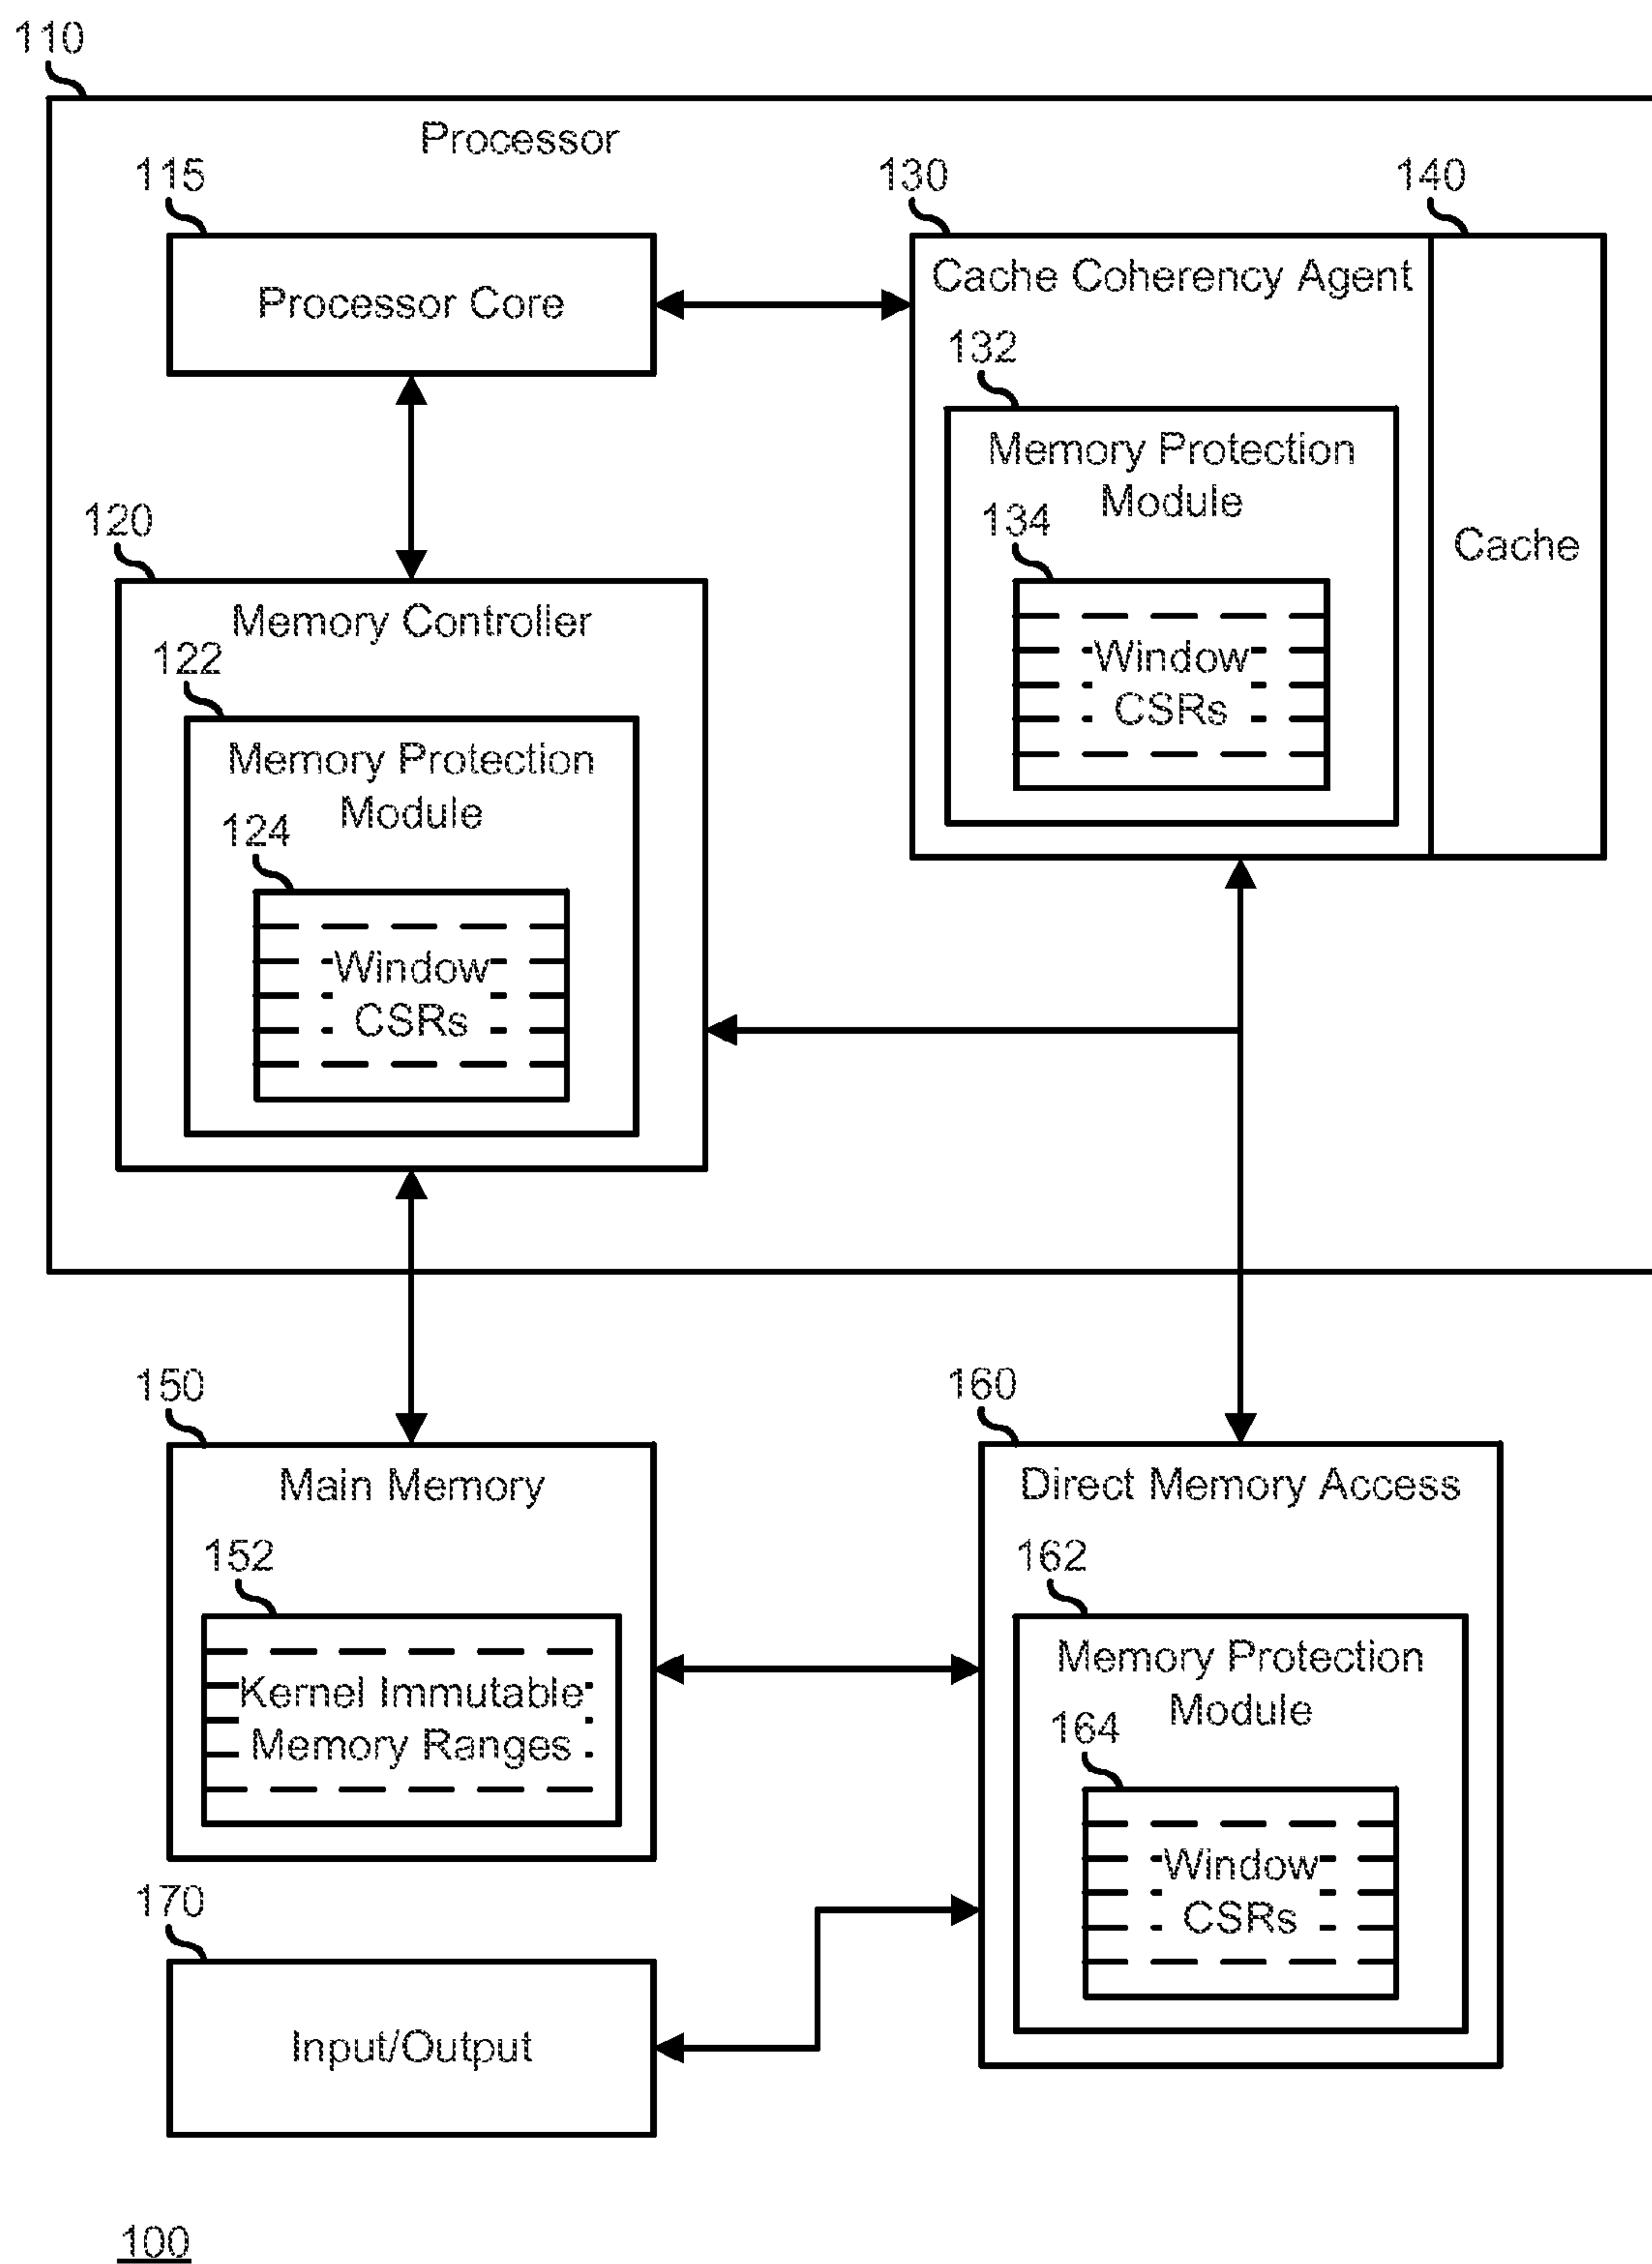 110
Processor
115
130
140
Processor Core
Cache Coherency Agent
132
Memory Protection
Module
134
Window
CSRs
Cache
120
Memory Controller
122
Memory Protection
Module
124
Window
CSRs
150
Main Memory
152
Kernel Immutable
Memory Ranges
160
Direct Memory Access
162
Memory Protection
Module
164
Window
CSRs
170
Input/Output
100